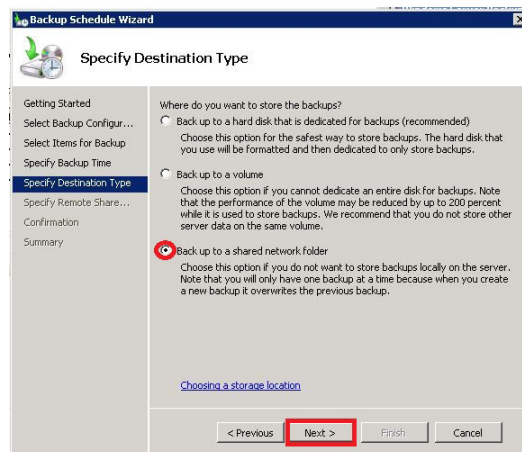 Backup Schedule Wizard
Specify Destination Type
Getting Started
Select Backup Configur...
Select Items for Backup
Specify Backup Time
Specify Destination Type
Specify Remote Share...
Confirmation
Summary
Where do you want to store the backups?
Back up to a hard disk that is dedicated for backups (recommended)
Choose this option for the safest way to store backups. The hard disk that
you use will be formatted and then dedicated to only store backups.
Back up to a volume
Choose this option if you cannot dedicate an entire disk for backups. Note
that the performance of the volume may be reduced by up to 200 percent
while it is used to store backups. We recommend that you do not store other
server data on the same volume.
Back up to a shared network folder
Choose this option if you do not want to store backups locally on the server.
Note that you will only have one backup at a time because when you create
a new backup it overwrites the previous backup.
Choosing a storage location
< Previous
Next >
Finish
Cancel